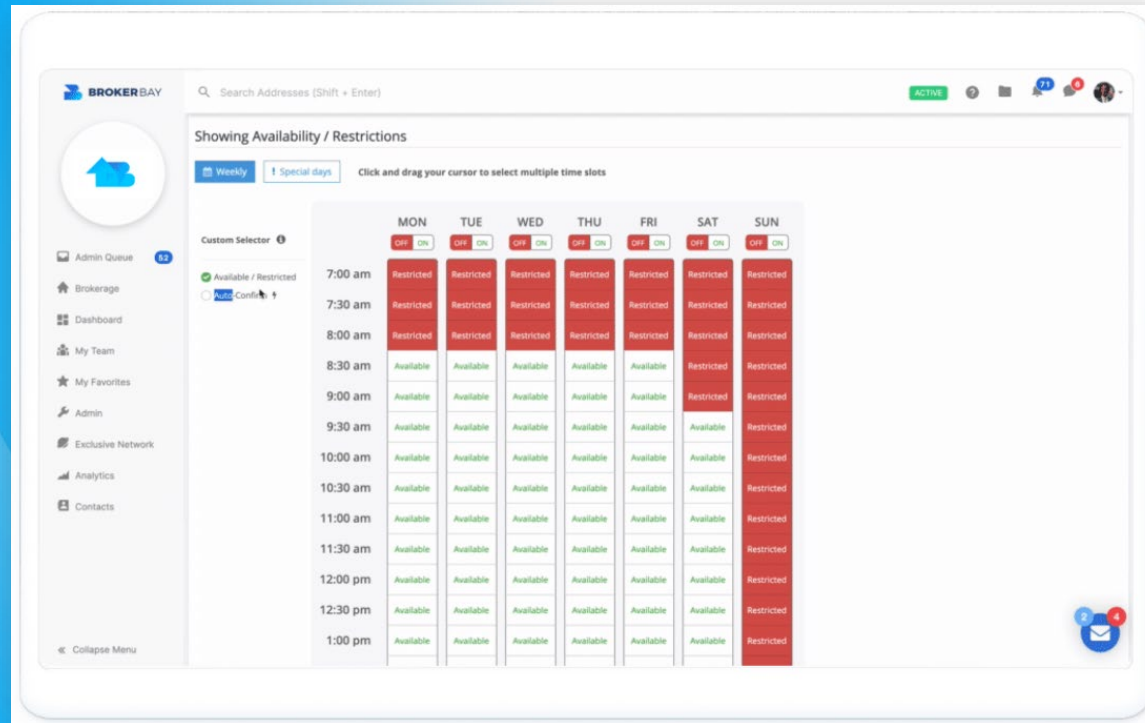 BROKERBAY
Search Addresses (Shift + Enter)
ACTIVE
71
6
Showing Availability / Restrictions
Weekly
! Special days
Click and drag your cursor to select multiple time slots
Admin Queue 52
Brokerage
Dashboard
My Team
My Favorites
Admin
Exclusive Network
Analytics
Contacts
« Collapse Menu
Custom Selector
Available / Restricted
Auto-Confirm
MON TUE WED THU FRI SAT SUN
OFF ON OFF ON OFF ON OFF ON OFF ON OFF ON OFF ON
7:00 am Restricted Restricted Restricted Restricted Restricted Restricted Restricted
7:30 am Restricted Restricted Restricted Restricted Restricted Restricted Restricted
8:00 am Restricted Restricted Restricted Restricted Restricted Restricted Restricted
8:30 am Available Available Available Available Available Restricted Restricted
9:00 am Available Available Available Available Available Restricted Restricted
9:30 am Available Available Available Available Available Available Restricted
10:00 am Available Available Available Available Available Available Restricted
10:30 am Available Available Available Available Available Available Restricted
11:00 am Available Available Available Available Available Available Restricted
11:30 am Available Available Available Available Available Available Restricted
12:00 pm Available Available Available Available Available Available Restricted
12:30 pm Available Available Available Available Available Available Restricted
1:00 pm Available Available Available Available Available Available Restricted
2 4